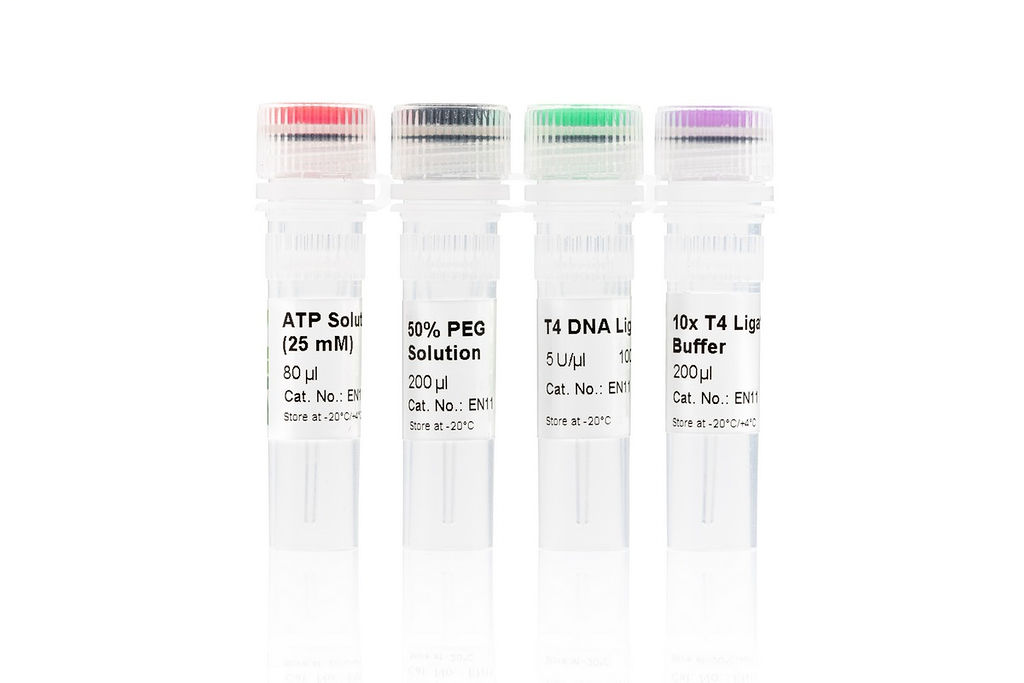 ATP Solut
(25 mM)
80 µl
Cat. No.: EN1
Store at -20°C/+4°
50% PEG
Solution
200 µl
Cat. No.: EN11
Store at -20°C
T4 DNA Lig
5 U/µl 100
Cat. No.: EN11
Store at -20°C
10x T4 Liga
Buffer
200 µl
Cat. No.: EN11
Store at -20°C/+4°C